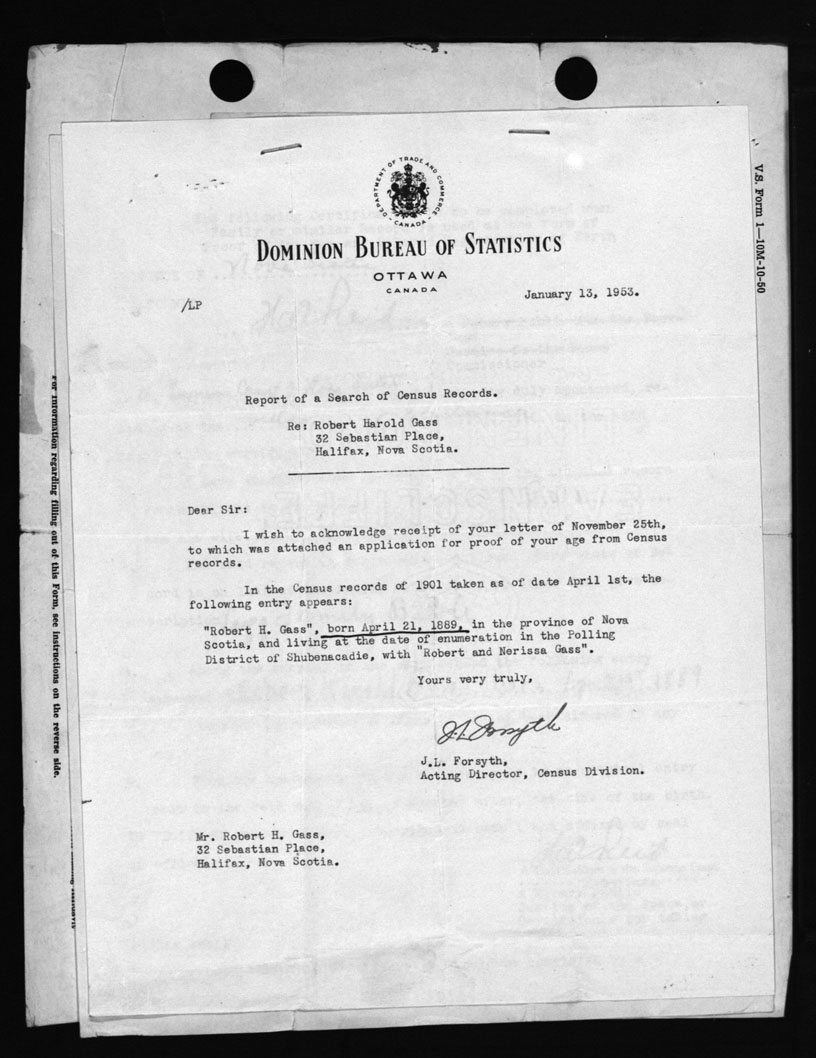 DEPARTMENT OF TRADE AND COMMERCE
CANADA
DOMINION BUREAU OF STATISTICS
OTTAWA
CANADA
/LP
January 13, 1953.
Report of a Search of Census Records.
Re: Robert Harold Gass
32 Sebastian Place,
Halifax, Nova Scotia.
Dear Sir:
I wish to acknowledge receipt of your letter of November 25th,
to which was attached an application for proof of your age from Census
records.
In the Census records of 1901 taken as of date April 1st, the
following entry appears:
"Robert H. Gass", born April 21, 1889, in the province of Nova
Scotia, and living at the date of enumeration in the Polling
District of Shubenacadie, with "Robert and Nerissa Gass".
Yours very truly,
J.L. Forsyth
J.L. Forsyth,
Acting Director, Census Division.
Mr. Robert H. Gass,
32 Sebastian Place,
Halifax, Nova Scotia.
V.S. Form 1—10M-10-50
For information regarding filling out of this Form, see instructions on the reverse side.